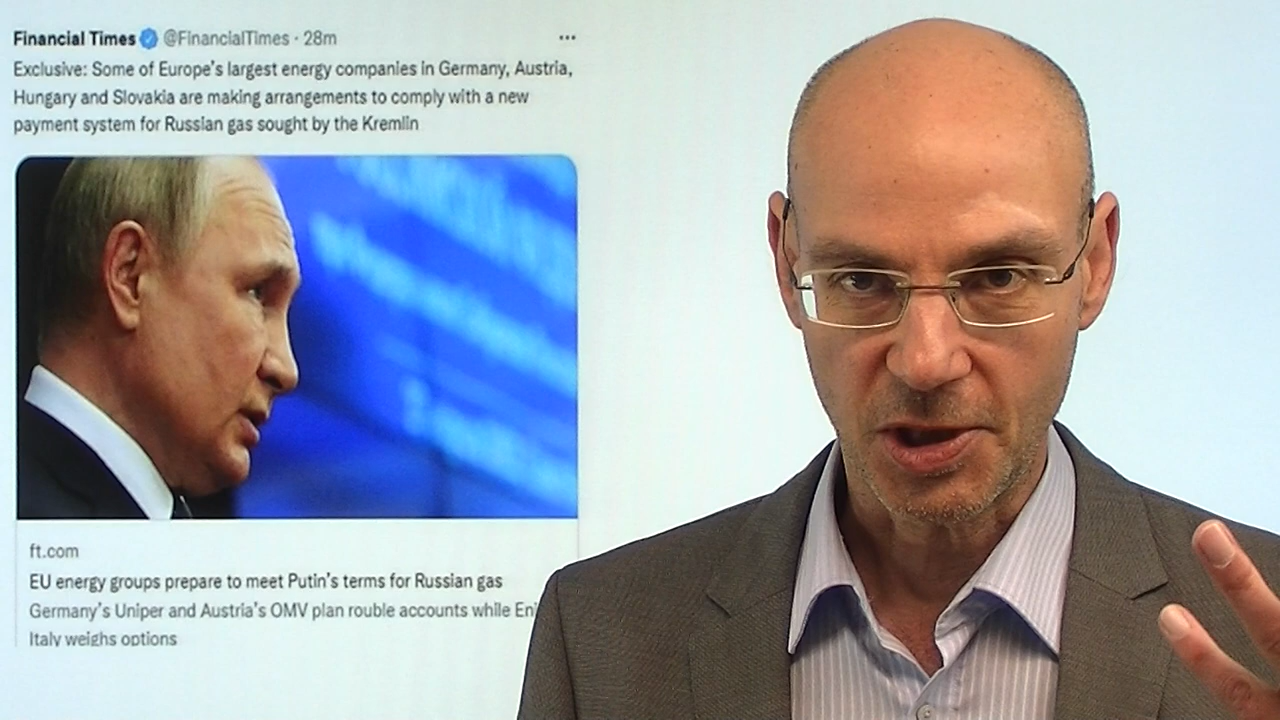 Financial Times @FinancialTimes · 28m
Exclusive: Some of Europe's largest energy companies in Germany, Austria,
Hungary and Slovakia are making arrangements to comply with a new
payment system for Russian gas sought by the Kremlin
ft.com
EU energy groups prepare to meet Putin's terms for Russian gas
Germany's Uniper and Austria's OMV plan rouble accounts while Eni
Italy weighs options